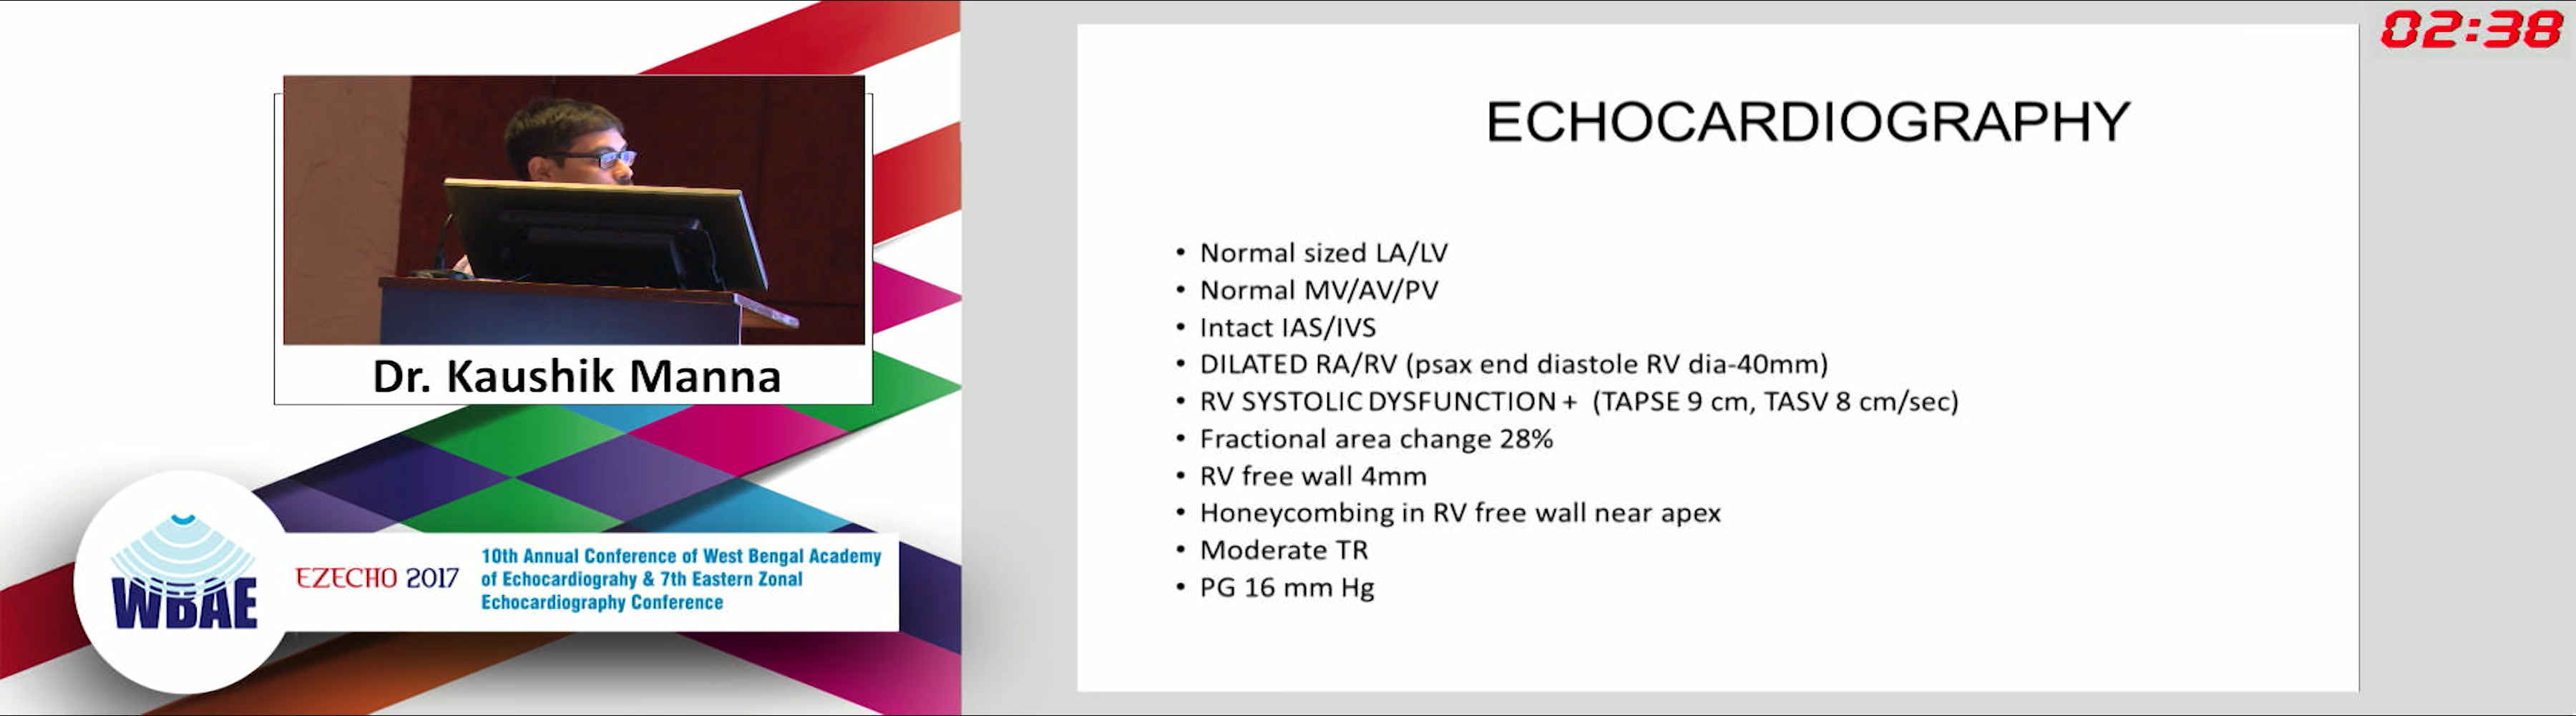 02:38
ECHOCARDIOGRAPHY
• Normal sized LA/LV
• Normal MV/AV/PV
• Intact IAS/IVS
• DILATED RA/RV (psax end diastole RV dia-40mm)
• RV SYSTOLIC DYSFUNCTION + (TAPSE 9 cm, TASV 8 cm/sec)
• Fractional area change 28%
• RV free wall 4mm
• Honeycombing in RV free wall near apex
• Moderate TR
• PG 16 mm Hg
Dr. Kaushik Manna
WBAE
EZECHO 2017
10th Annual Conference of West Bengal Academy
of Echocardiograhy & 7th Eastern Zonal
Echocardiography Conference